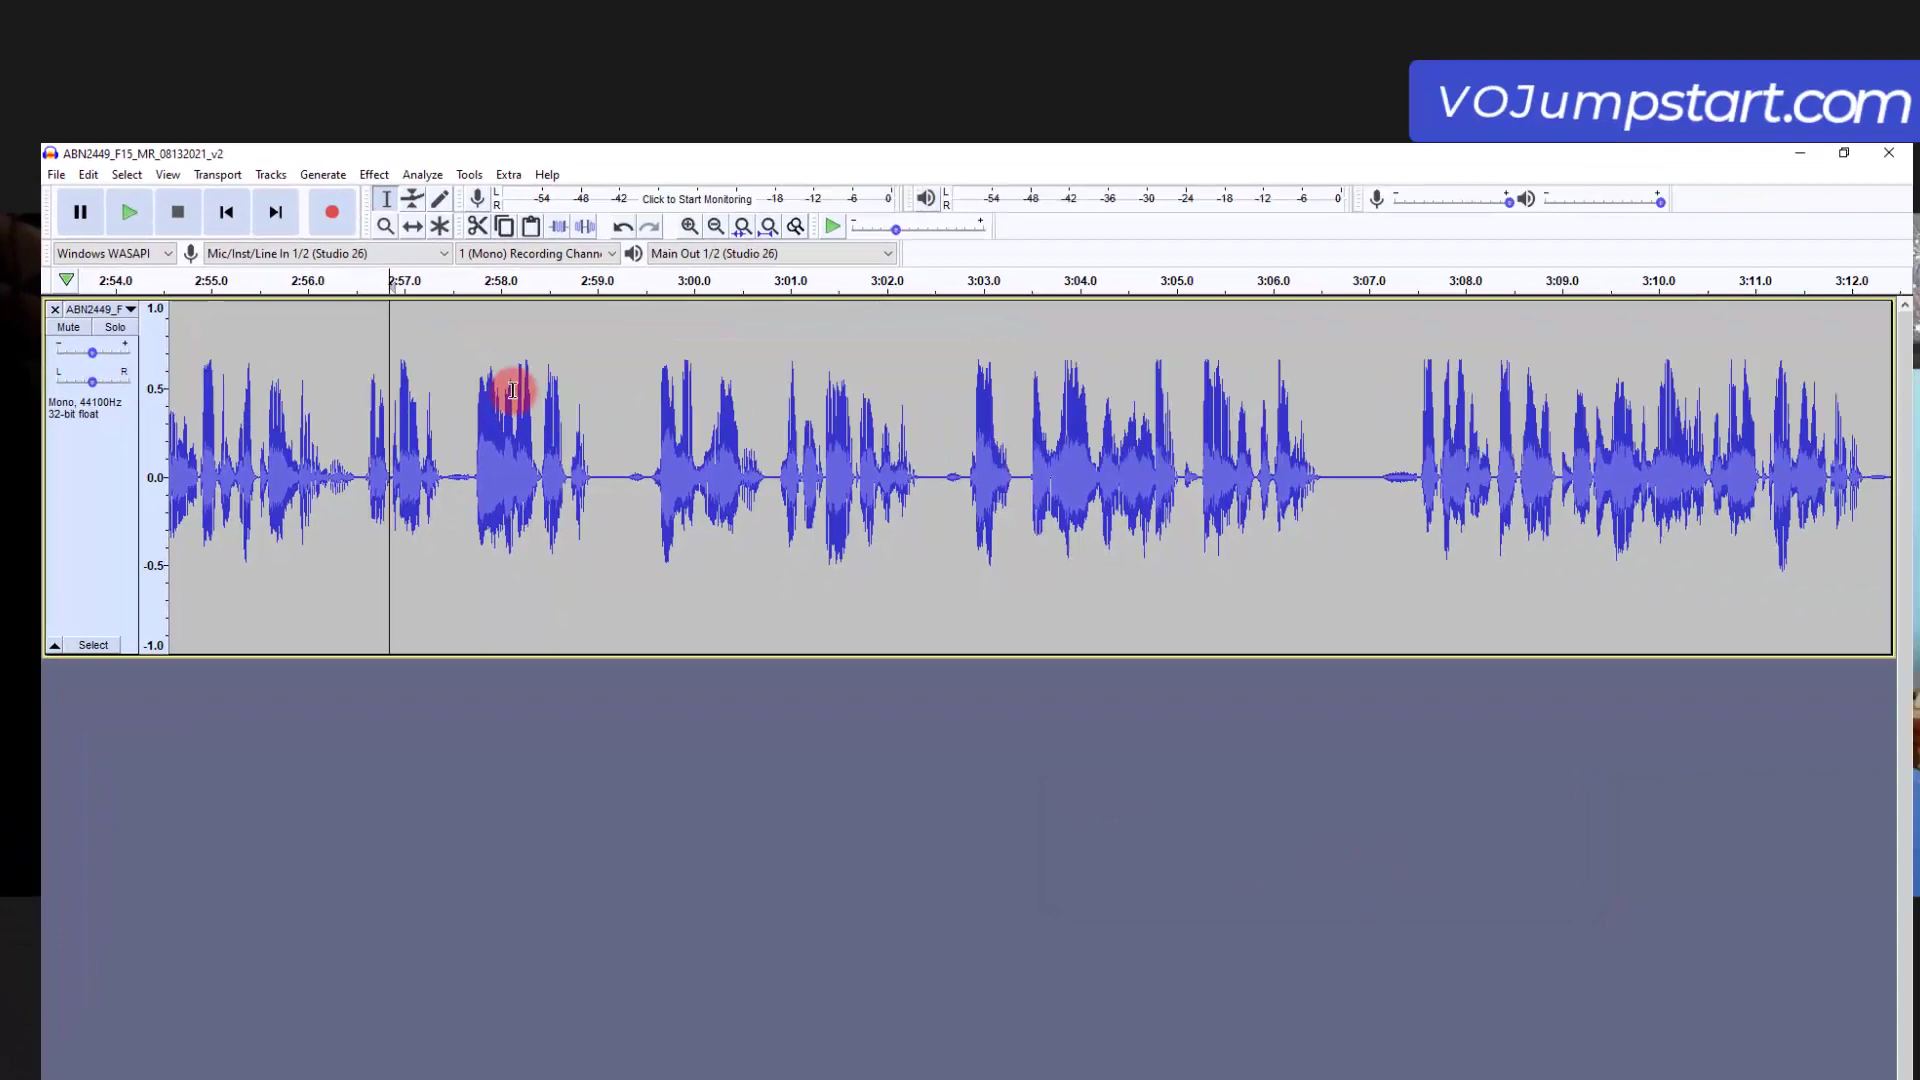 VOJumpstart.com
ABN2449_F15_MR_08132021_v2
File Edit Select View Transport Tracks Generate Effect Analyze Tools Extra Help
L R -54 -48 -42 Click to Start Monitoring -18 -12 -6 0 L R -54 -48 -42 -36 -30 -24 -18 -12 -6 0 - + - +
- +
Windows WASAPI Mic/Inst/Line In 1/2 (Studio 26) 1 (Mono) Recording Chann Main Out 1/2 (Studio 26)
2:54.0 2:55.0 2:56.0 2:57.0 2:58.0 2:59.0 3:00.0 3:01.0 3:02.0 3:03.0 3:04.0 3:05.0 3:06.0 3:07.0 3:08.0 3:09.0 3:10.0 3:11.0 3:12.0
ABN2449_F 1.0
Mute Solo
- +
L R
0.5
Mono, 44100Hz
32-bit float
0.0
-0.5
Select -1.0